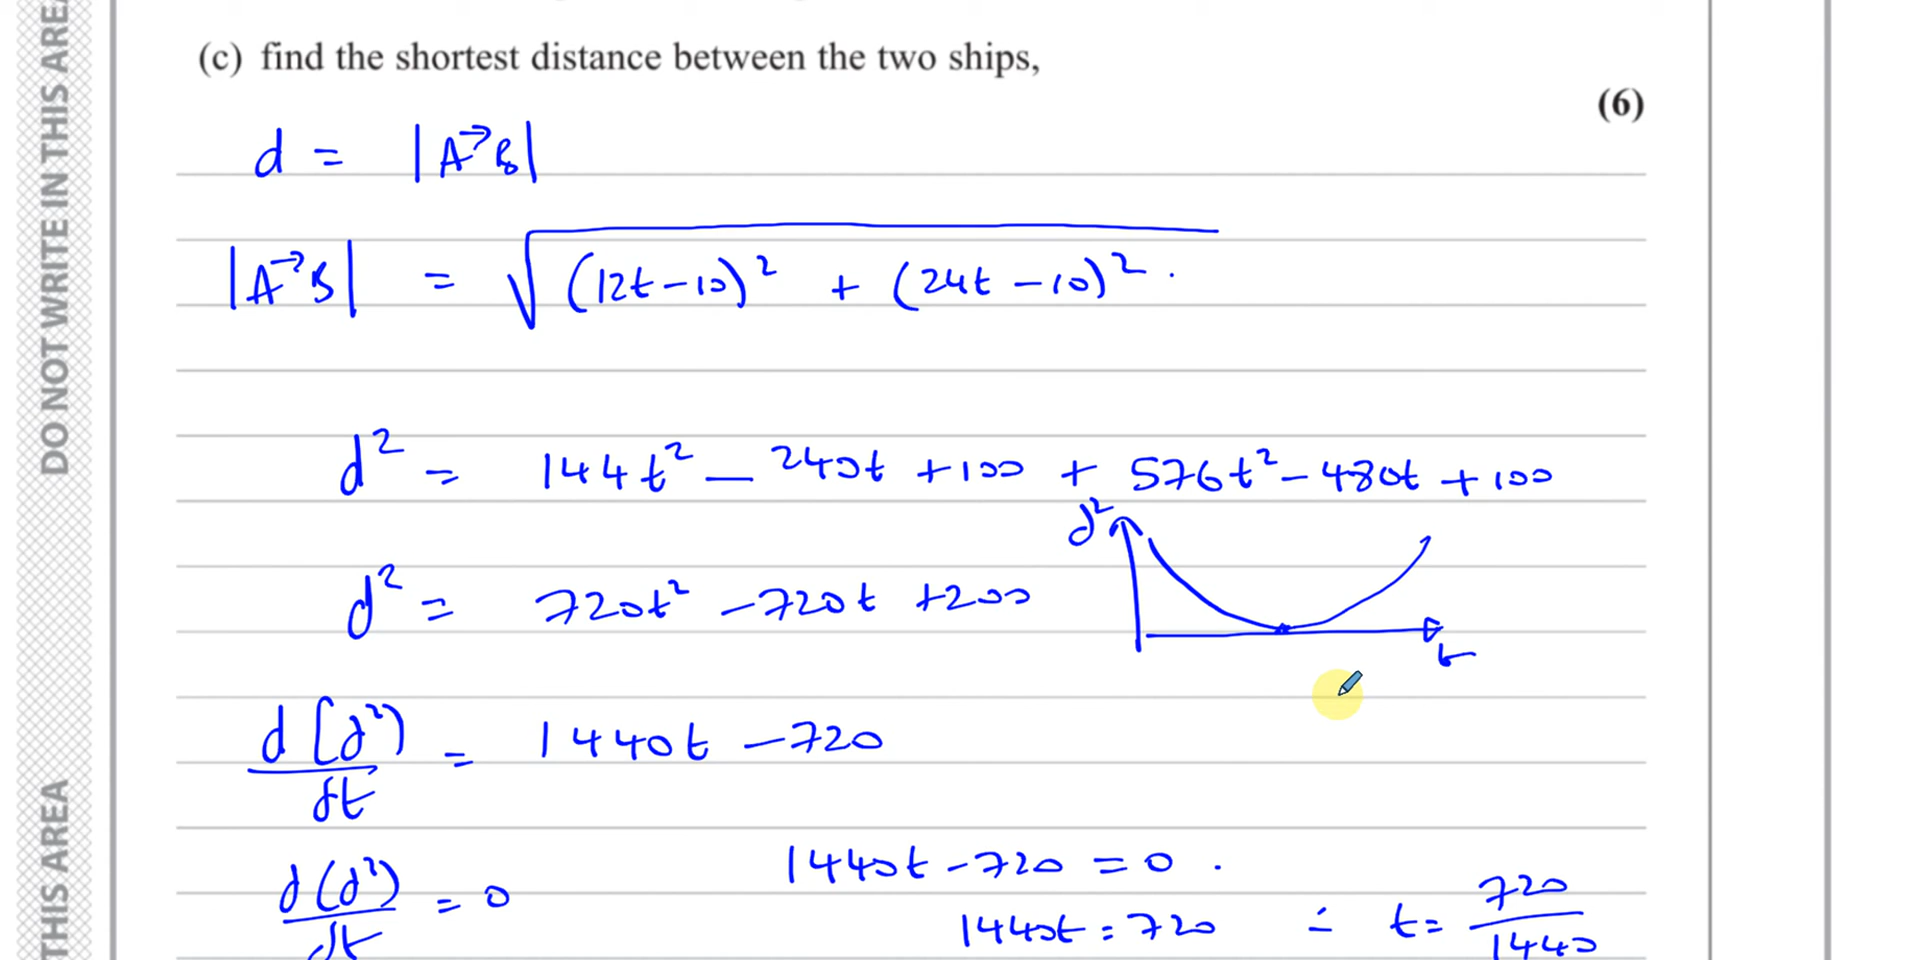 DO NOT WRITE IN THIS AREA
THIS AREA
(c) find the shortest distance between the two ships,
(6)
d = |A→B|
|A→B| = √((12t-10)² + (24t-10)².
d² = 144t² - 240t + 100 + 576t² - 480t + 100
d² = 720t² - 720t + 200
d²
t
d(d²)/dt = 1440t - 720
d(d²)/dt = 0
1440t - 720 = 0.
1440t = 720 ∴ t = 720/1440